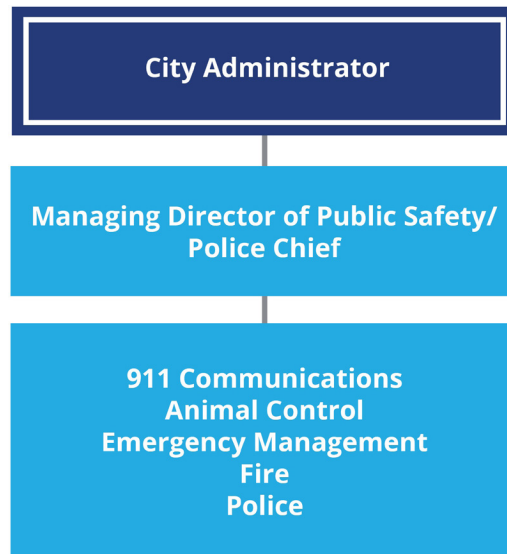 City Administrator
Managing Director of Public Safety/
Police Chief
911 Communications
Animal Control
Emergency Management
Fire
Police